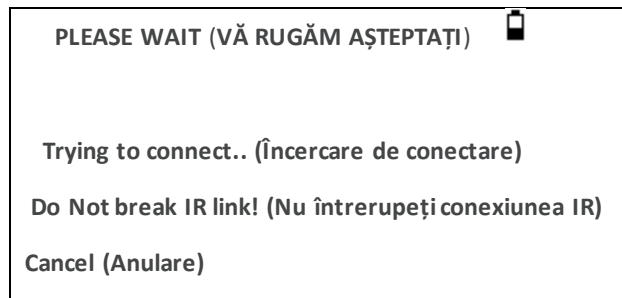 PLEASE WAIT (VĂ RUGĂM AȘTEPTAȚI)
Trying to connect.. (Încercare de conectare)
Do Not break IR link! (Nu întrerupeți conexiunea IR)
Cancel (Anulare)